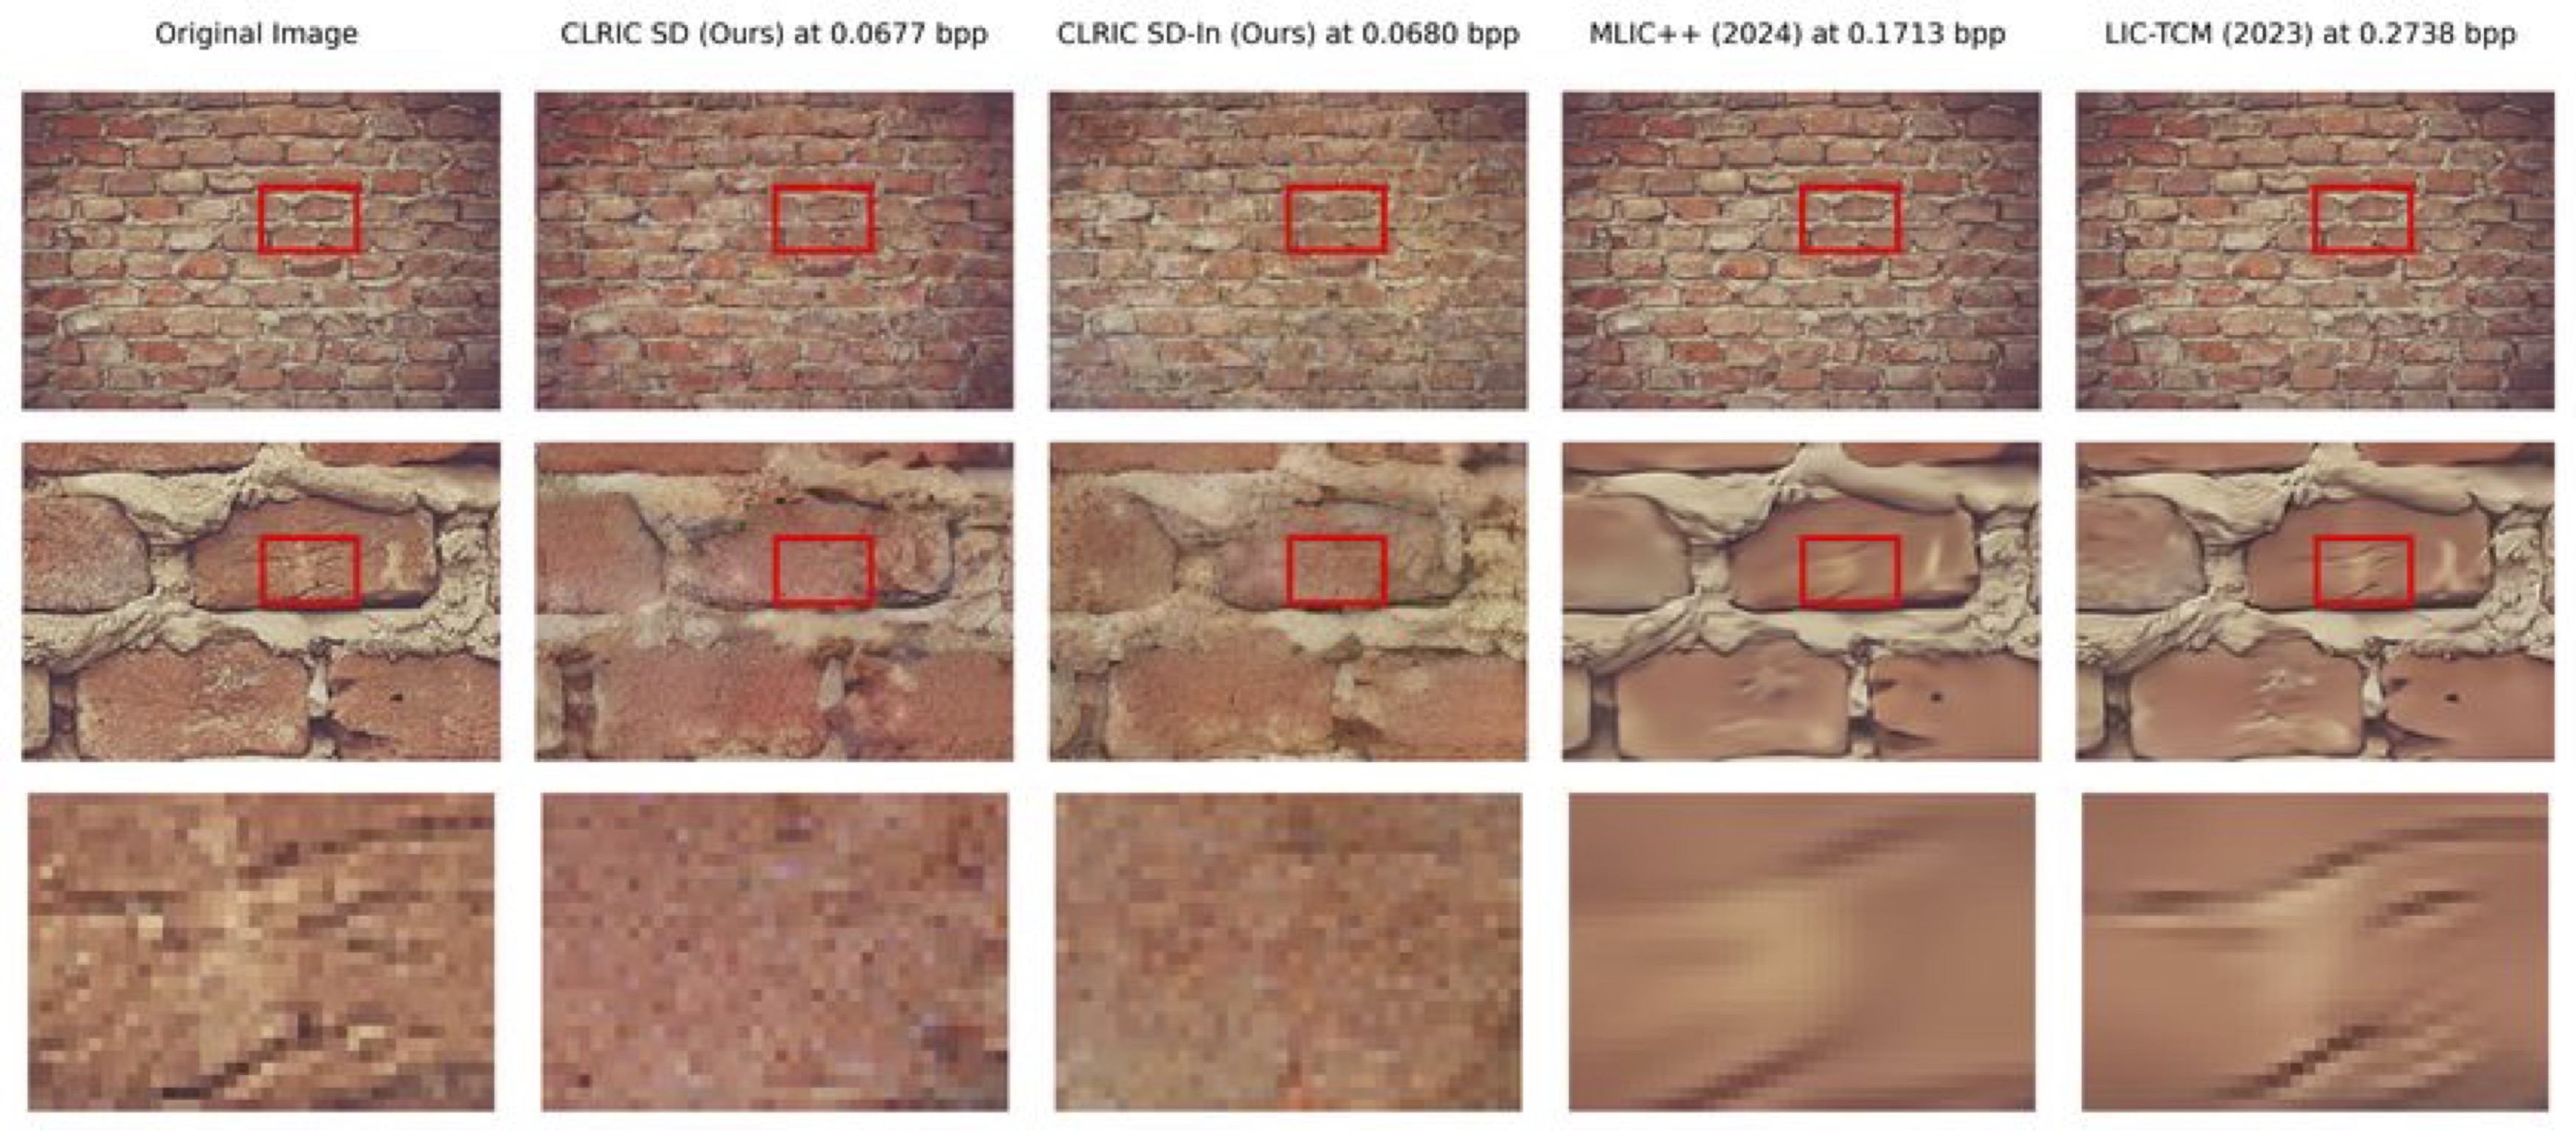 Original Image
CLRIC SD (Ours) at 0.0677 bpp
CLRIC SD-In (Ours) at 0.0680 bpp
MLIC++ (2024) at 0.1713 bpp
LIC-TCM (2023) at 0.2738 bpp